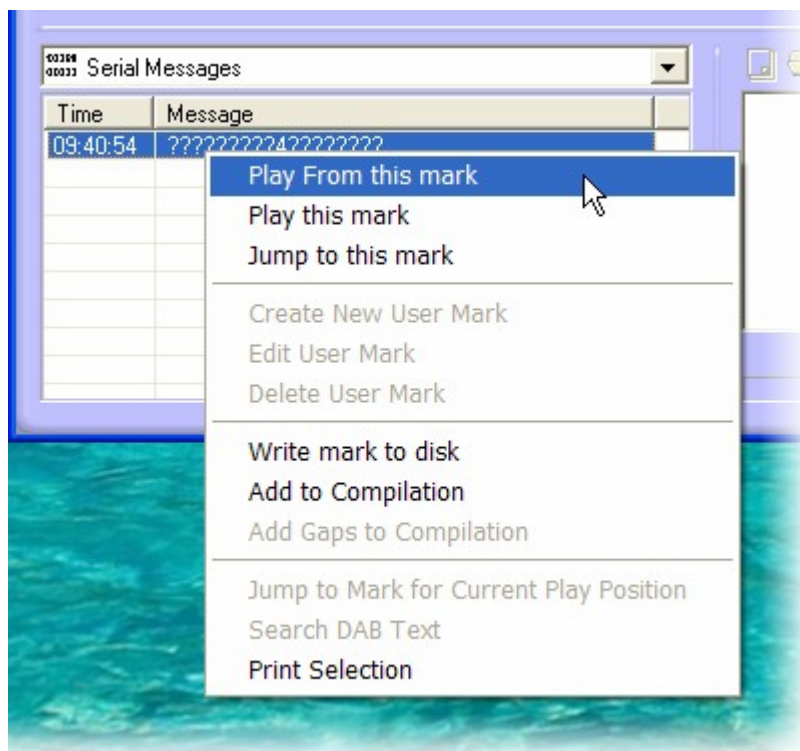 Serial Messages
Time Message
09:40:54 ?????????4????????
Play From this mark
Play this mark
Jump to this mark
Create New User Mark
Edit User Mark
Delete User Mark
Write mark to disk
Add to Compilation
Add Gaps to Compilation
Jump to Mark for Current Play Position
Search DAB Text
Print Selection